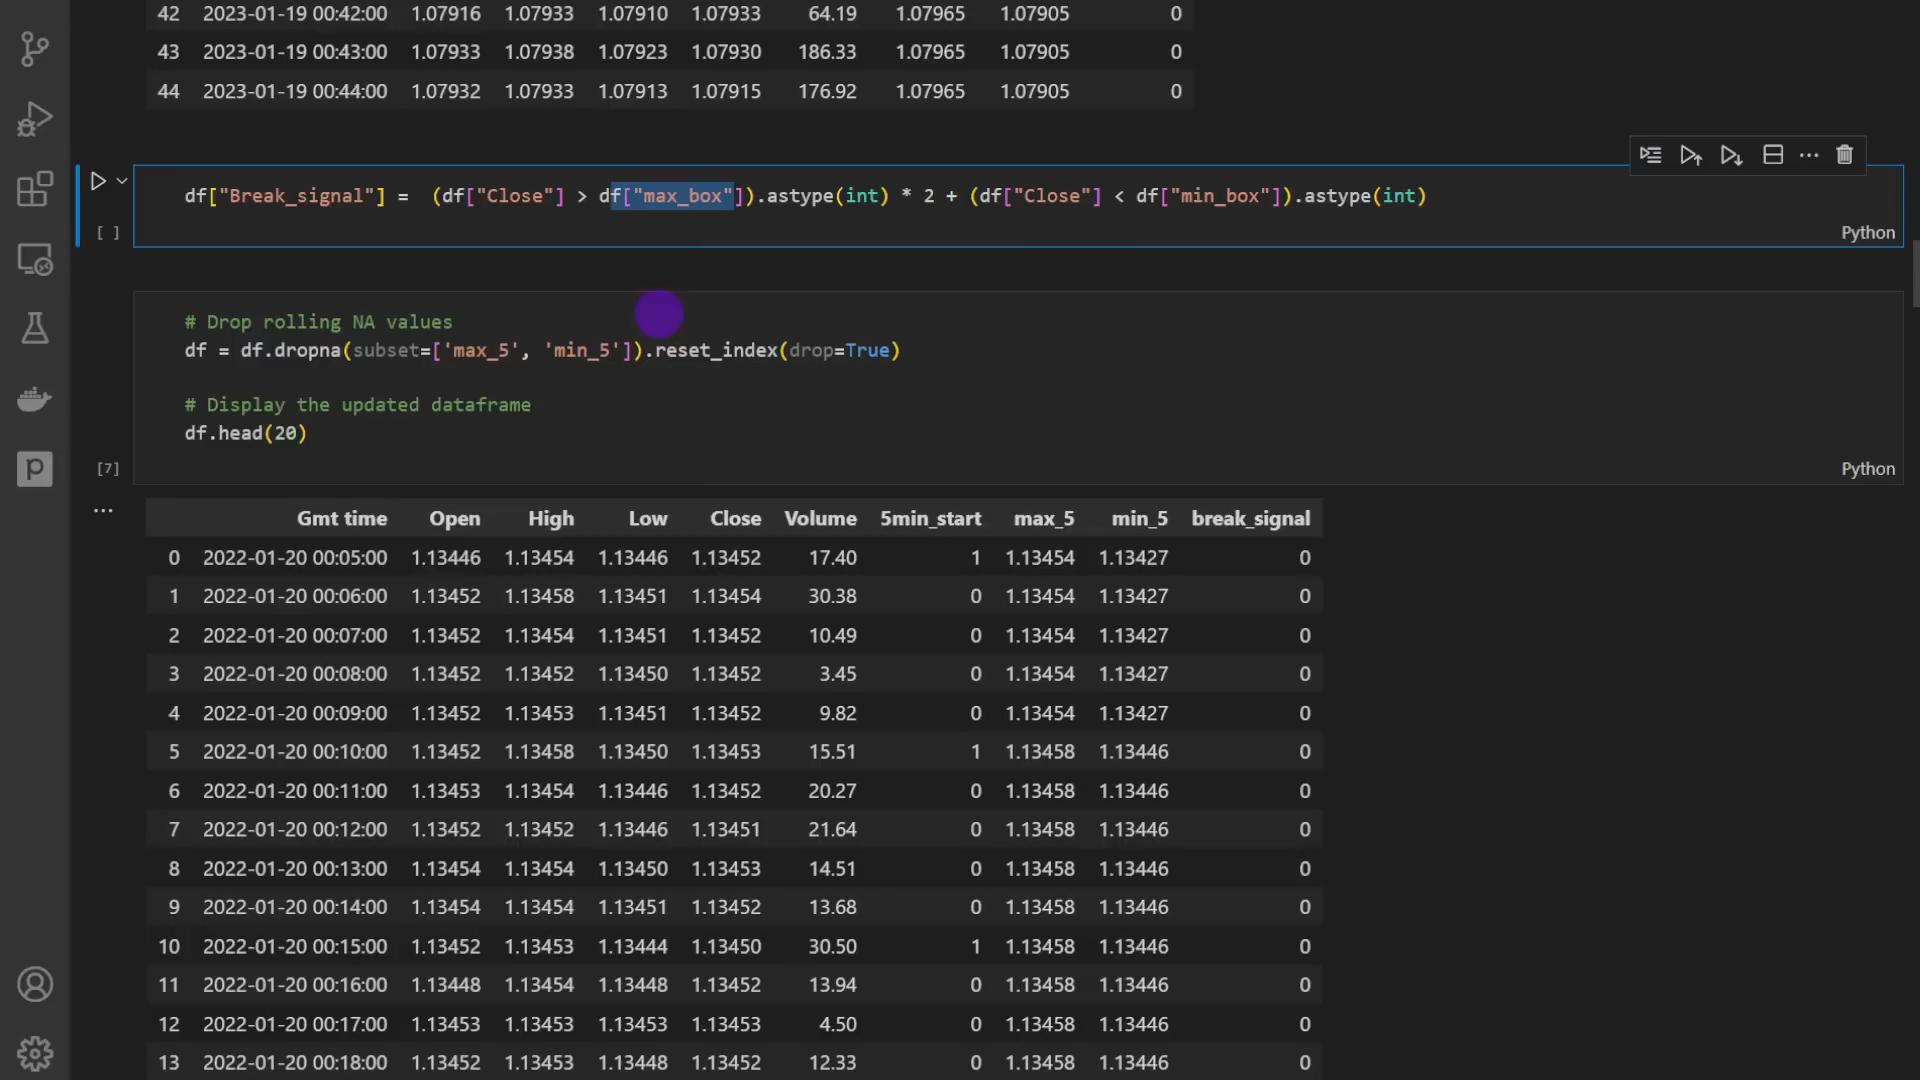 42 2023-01-19 00:42:00 1.07916 1.07933 1.07910 1.07933 64.19 1.07965 1.07905 0
43 2023-01-19 00:43:00 1.07933 1.07938 1.07923 1.07930 186.33 1.07965 1.07905 0
44 2023-01-19 00:44:00 1.07932 1.07933 1.07913 1.07915 176.92 1.07965 1.07905 0
df["Break_signal"] = (df["Close"] > df["max_box"]).astype(int) * 2 + (df["Close"] < df["min_box"]).astype(int)
[ ] Python
# Drop rolling NA values
df = df.dropna(subset=['max_5', 'min_5']).reset_index(drop=True)
# Display the updated dataframe
df.head(20)
[7] Python
Gmt time Open High Low Close Volume 5min_start max_5 min_5 break_signal
0 2022-01-20 00:05:00 1.13446 1.13454 1.13446 1.13452 17.40 1 1.13454 1.13427 0
1 2022-01-20 00:06:00 1.13452 1.13458 1.13451 1.13454 30.38 0 1.13454 1.13427 0
2 2022-01-20 00:07:00 1.13452 1.13454 1.13451 1.13452 10.49 0 1.13454 1.13427 0
3 2022-01-20 00:08:00 1.13452 1.13452 1.13450 1.13452 3.45 0 1.13454 1.13427 0
4 2022-01-20 00:09:00 1.13452 1.13453 1.13451 1.13452 9.82 0 1.13454 1.13427 0
5 2022-01-20 00:10:00 1.13452 1.13458 1.13450 1.13453 15.51 1 1.13458 1.13446 0
6 2022-01-20 00:11:00 1.13453 1.13454 1.13446 1.13452 20.27 0 1.13458 1.13446 0
7 2022-01-20 00:12:00 1.13452 1.13452 1.13446 1.13451 21.64 0 1.13458 1.13446 0
8 2022-01-20 00:13:00 1.13454 1.13454 1.13450 1.13453 14.51 0 1.13458 1.13446 0
9 2022-01-20 00:14:00 1.13454 1.13454 1.13451 1.13452 13.68 0 1.13458 1.13446 0
10 2022-01-20 00:15:00 1.13452 1.13453 1.13444 1.13450 30.50 1 1.13458 1.13446 0
11 2022-01-20 00:16:00 1.13448 1.13454 1.13448 1.13452 13.94 0 1.13458 1.13446 0
12 2022-01-20 00:17:00 1.13453 1.13453 1.13453 1.13453 4.50 0 1.13458 1.13446 0
13 2022-01-20 00:18:00 1.13452 1.13453 1.13448 1.13452 12.33 0 1.13458 1.13446 0